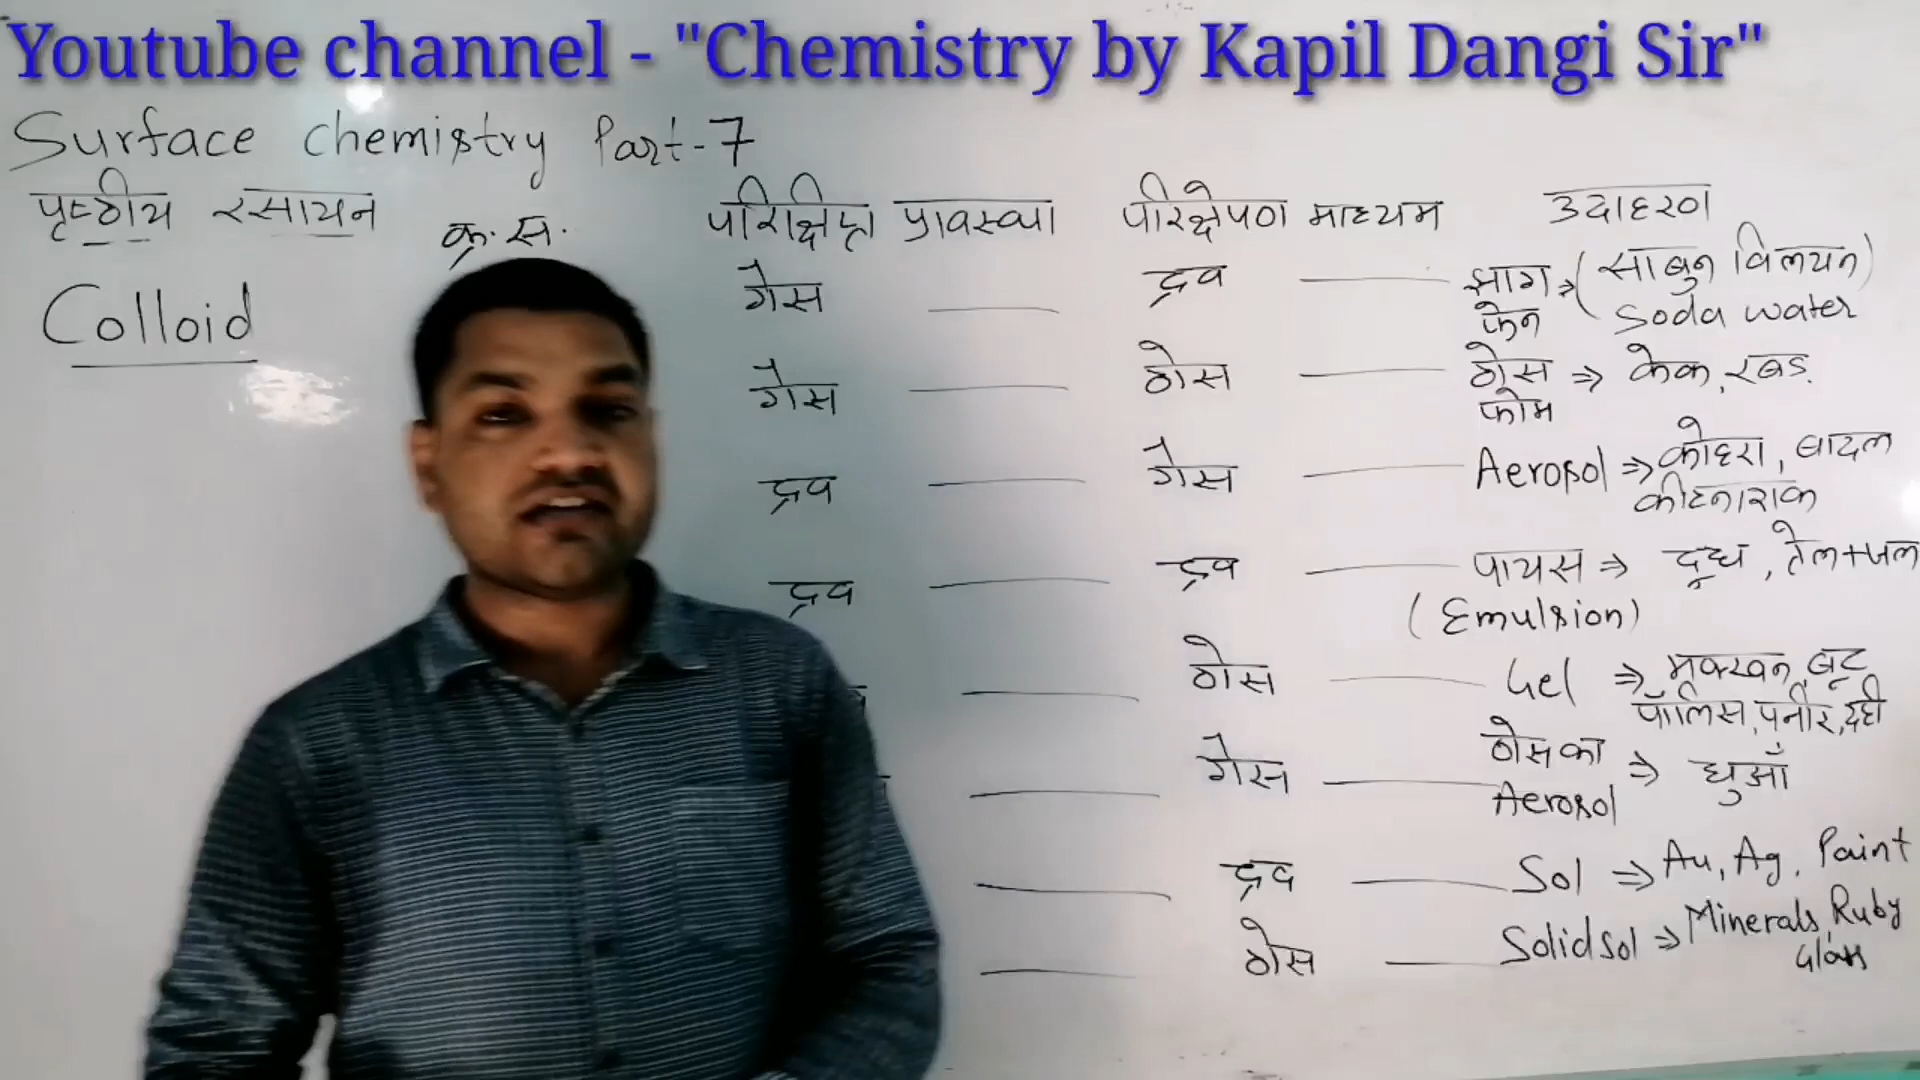 Youtube channel - "Chemistry by Kapil Dangi Sir"
Surface chemistry Part-7
पृष्ठीय रसायन
Colloid
क्र. स. परिक्षिप्त प्रावस्था परिक्षेपण माध्यम उदाहरण
गैस द्रव झाग ⇒ (साबुन विलयन)
फेन Soda water
गैस ठोस ठोस ⇒ केक, रबड़
फोम
द्रव गैस Aerosol ⇒ कोहरा, बादल
कीटनाशक
द्रव द्रव पायस ⇒ दूध, तेल+जल
(Emulsion)
ठोस Gel ⇒ मक्खन, बूट
पॉलिस, पनीर, दही
गैस ठोस का ⇒ धुआँ
Aerosol
द्रव Sol ⇒ Au, Ag, Paint
ठोस Solid sol ⇒ Minerals, Ruby
Glass